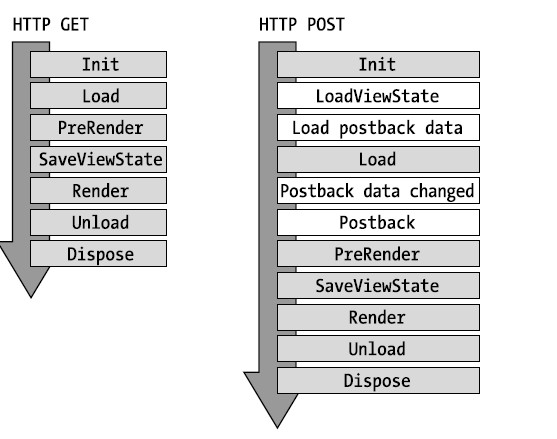 HTTP GET
Init
Load
PreRender
SaveViewState
Render
Unload
Dispose
HTTP POST
Init
LoadViewState
Load postback data
Load
Postback data changed
Postback
PreRender
SaveViewState
Render
Unload
Dispose